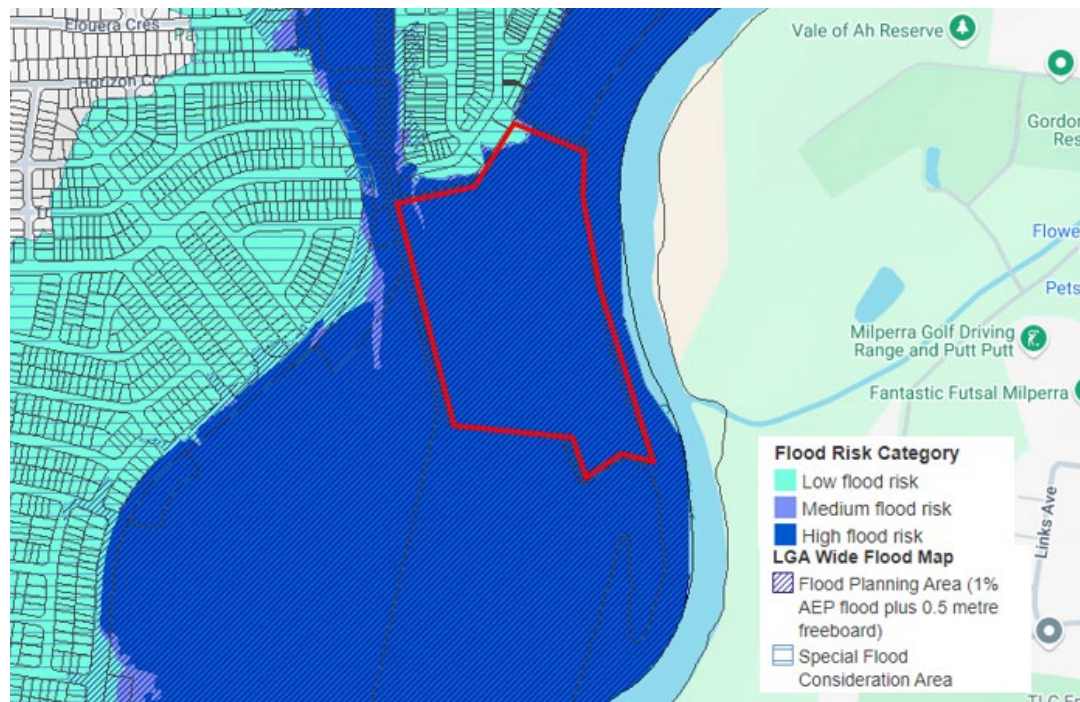 Elouera Cres
Pa
Horizon C
Vale of Ah Reserve
Gordon
Res
Flowe
Pets
Milperra Golf Driving
Range and Putt Putt
Fantastic Futsal Milperra
Flood Risk Category
Low flood risk
Medium flood risk
High flood risk
LGA Wide Flood Map
Flood Planning Area (1%
AEP flood plus 0.5 metre
freeboard)
Special Flood
Consideration Area
Links Ave